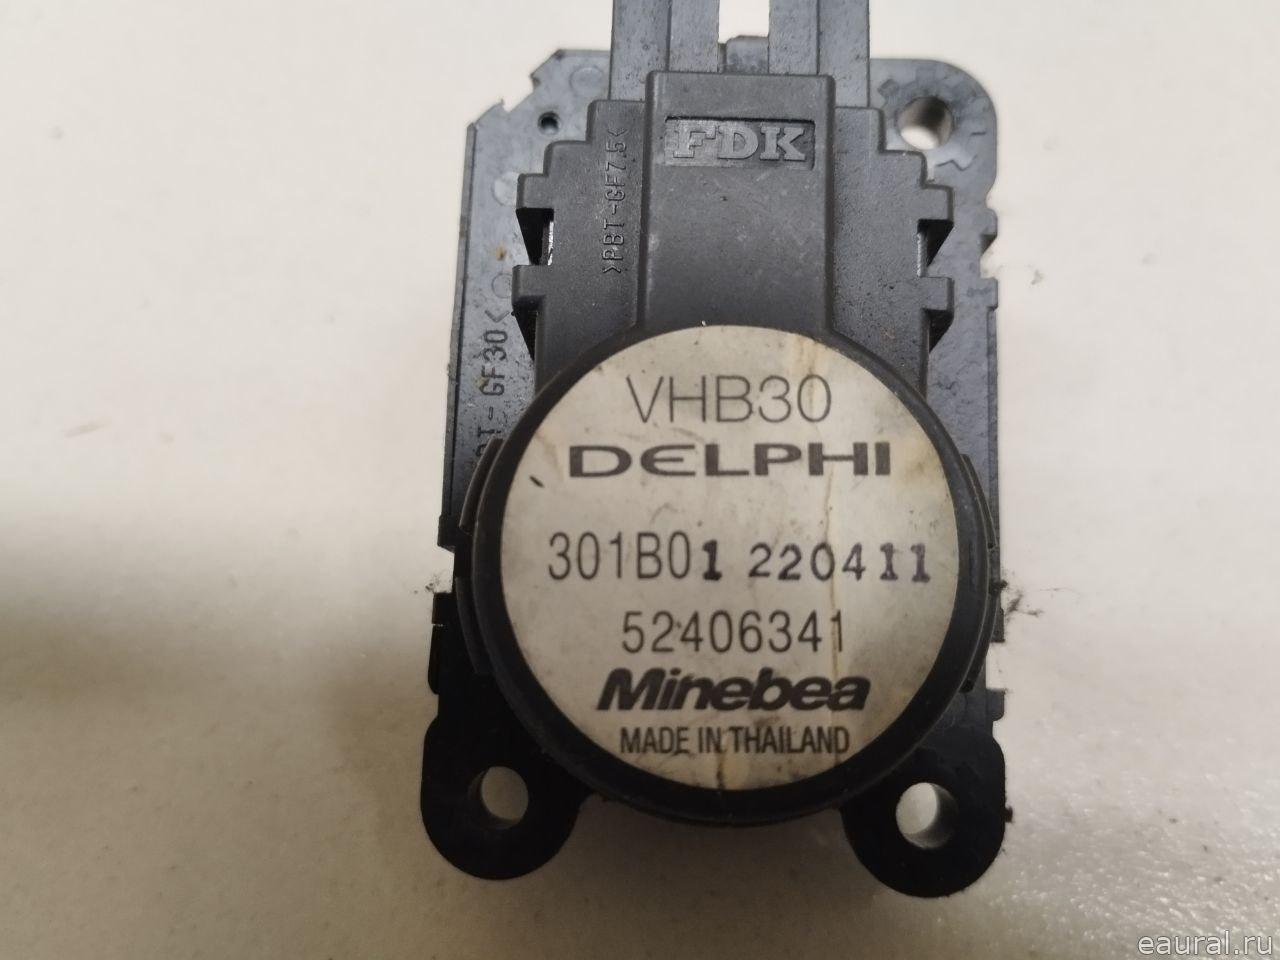 FDK
>PBT-GF7.5<
GF30<
VHB30
DELPHI
301B01 220411
52406341
Minebea
MADE IN THAILAND
eaural.ru